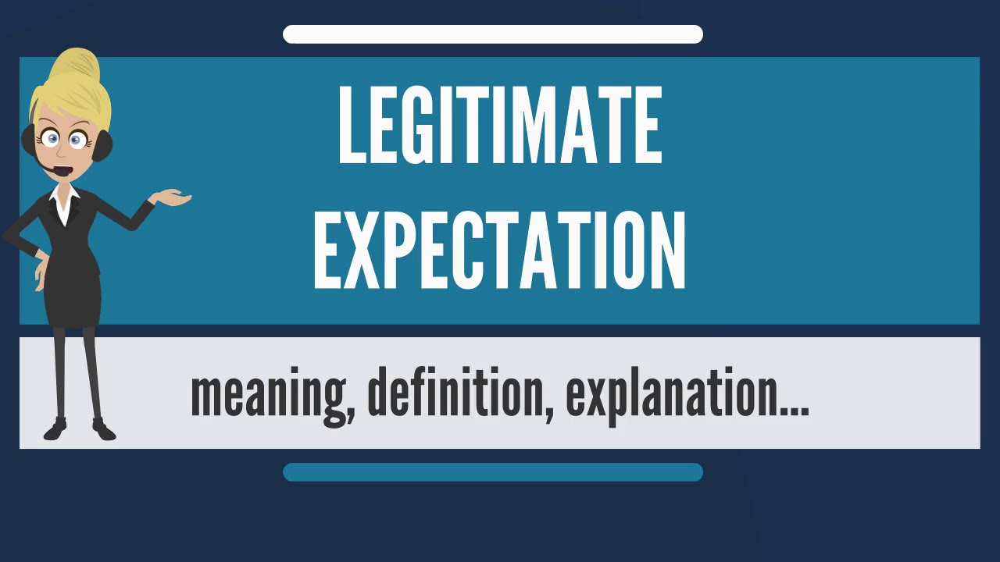 LEGITIMATE
EXPECTATION
meaning, definition, explanation...